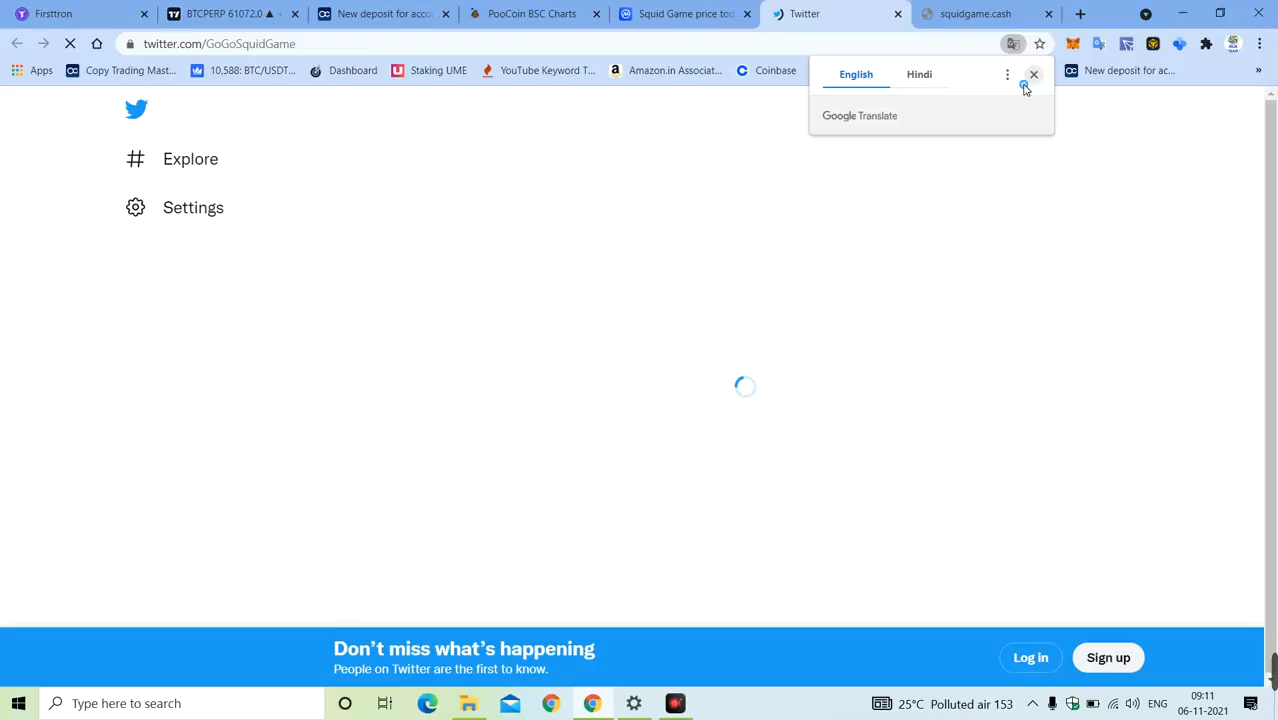 Firsttron
BTCPERP 61072.0 ▲
New deposit for acco
PooCoin BSC Charts
Squid Game price tod
Twitter
squidgame.cash
twitter.com/GoGoSquidGame
Apps
Copy Trading Mast...
10,588: BTC/USDT...
Dashboard
Staking UME
YouTube Keyword T...
Amazon.in Associat...
Coinbase
New deposit for ac...
»
English
Hindi
Google Translate
# Explore
Settings
Don't miss what's happening
People on Twitter are the first to know.
Log in
Sign up
Type here to search
25°C Polluted air 153
ENG
09:11
06-11-2021